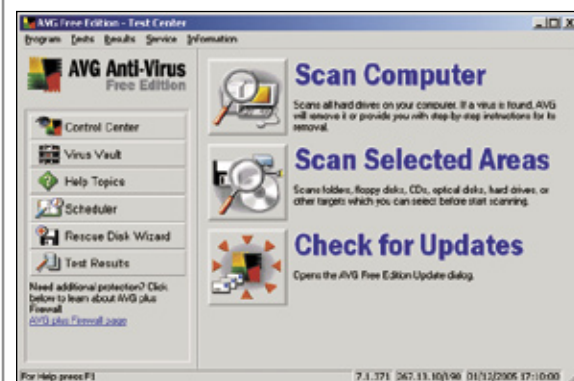 AVG Free Edition - Test Center
Program Tests Results Service Information
AVG Anti-Virus
Free Edition
Control Center
Virus Vault
Help Topics
Scheduler
Rescue Disk Wizard
Test Results
Need additional protection? Click
below to learn about AVG plus
Firewall
AVG plus Firewall page
Scan Computer
Scans all hard drives on your computer. If a virus is found, AVG
will remove it or provide you with step by step instructions for its
removal.
Scan Selected Areas
Scans folders, floppy disks, CDs, optical disks, hard drives, or
other targets which you can select before start scanning.
Check for Updates
Opens the AVG Free Edition Update dialog.
For Help press F1
7.1.371 267.13.10/190 01/12/2005 17:10:00